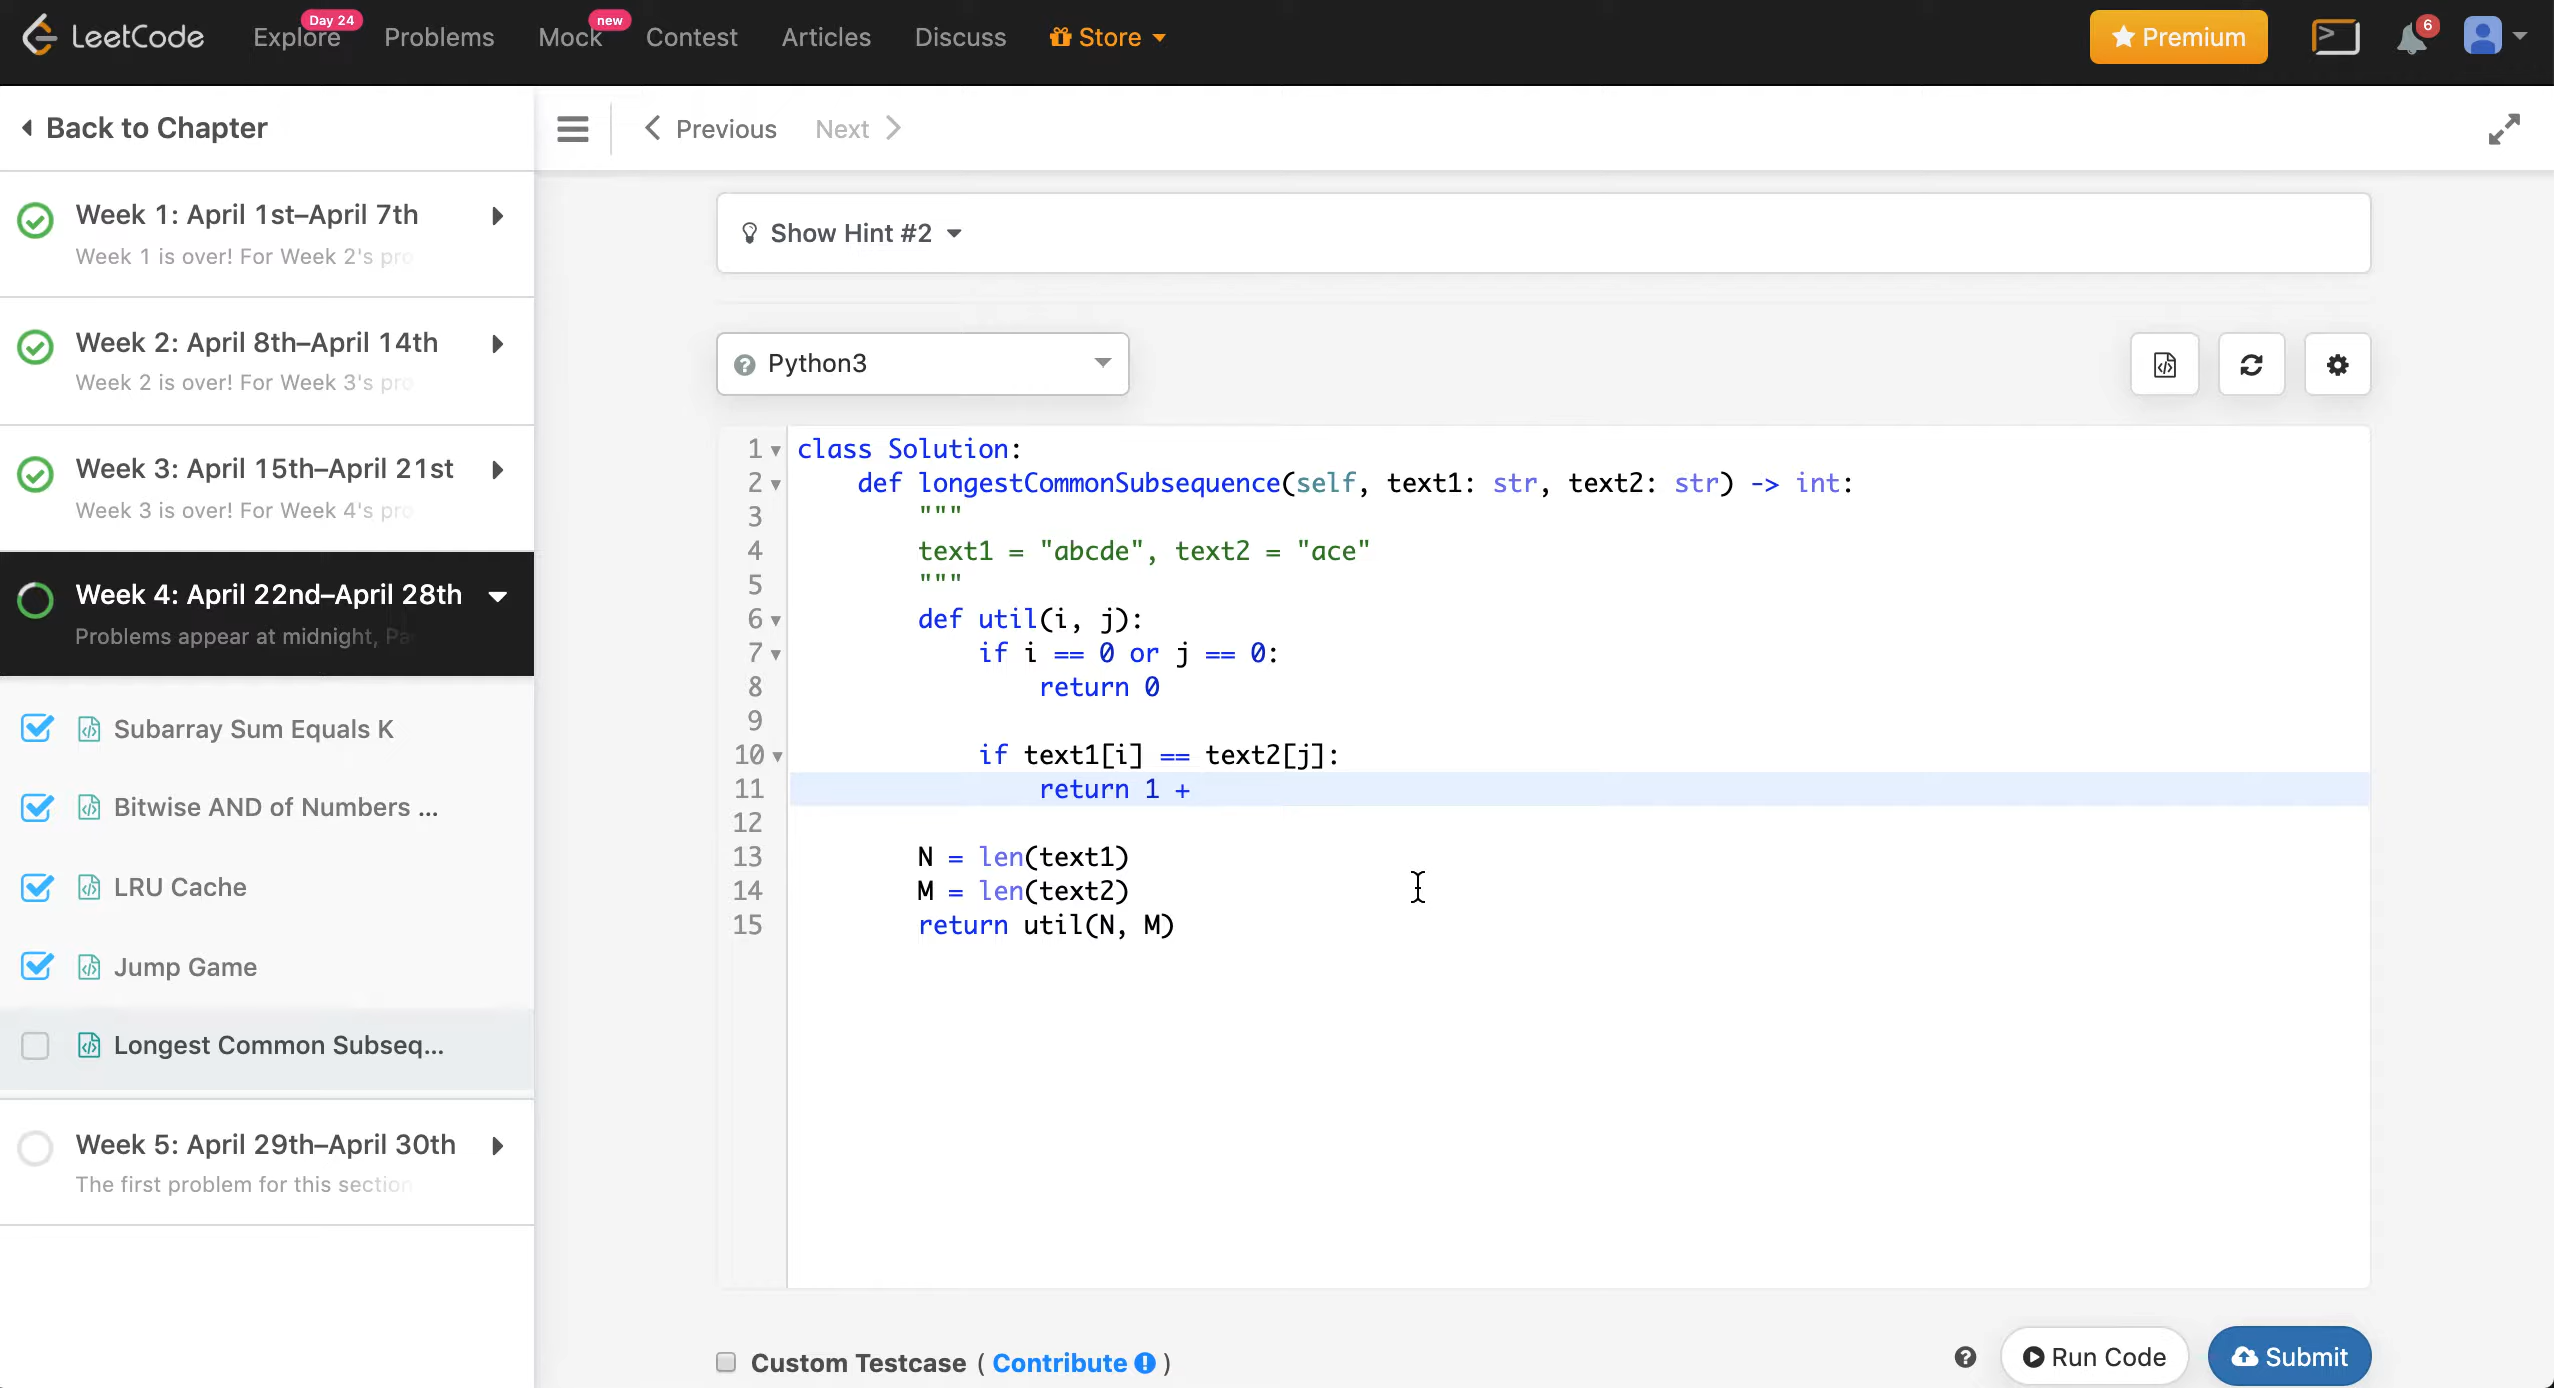 LeetCode
Explore
Day 24
Problems
Mock
new
Contest
Articles
Discuss
Store
Premium
6
Back to Chapter
Previous
Next
Week 1: April 1st–April 7th
Week 1 is over! For Week 2's pro
Week 2: April 8th–April 14th
Week 2 is over! For Week 3's pro
Week 3: April 15th–April 21st
Week 3 is over! For Week 4's pro
Week 4: April 22nd–April 28th
Problems appear at midnight, Pa
Subarray Sum Equals K
Bitwise AND of Numbers ...
LRU Cache
Jump Game
Longest Common Subseq...
Week 5: April 29th–April 30th
The first problem for this section
Show Hint #2
Python3
1 class Solution:
2     def longestCommonSubsequence(self, text1: str, text2: str) -> int:
3         """
4         text1 = "abcde", text2 = "ace"
5         """
6         def util(i, j):
7             if i == 0 or j == 0:
8                 return 0
9
10             if text1[i] == text2[j]:
11                 return 1 +
12
13         N = len(text1)
14         M = len(text2)
15         return util(N, M)
Custom Testcase ( Contribute )
Run Code
Submit